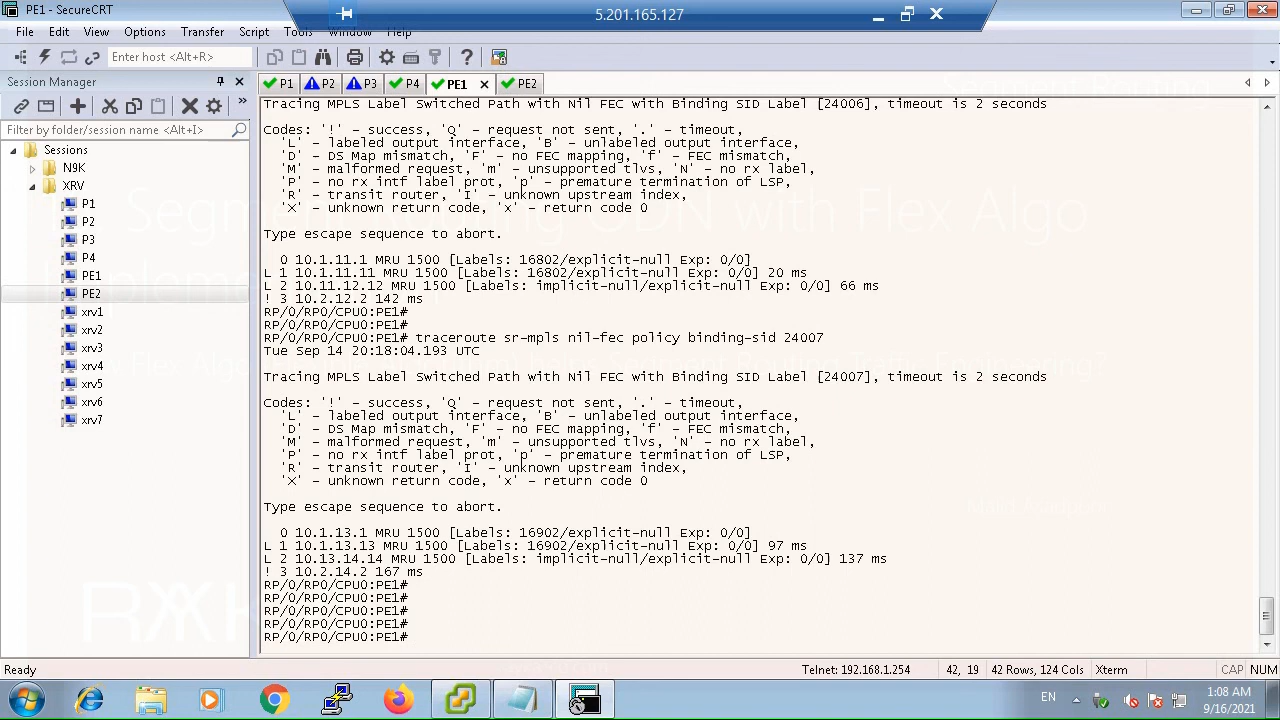 PE1 - SecureCRT
5.201.165.127
File Edit View Options Transfer Script Tools Window Help
Enter host <Alt+R>
Session Manager
P1 P2 P3 P4 PE1 PE2
Filter by folder/session name <Alt+I>
Sessions
N9K
XRV
P1
P2
P3
P4
PE1
PE2
xrv1
xrv2
xrv3
xrv4
xrv5
xrv6
xrv7
Tracing MPLS Label Switched Path with Nil FEC with Binding SID Label [24006], timeout is 2 seconds
Codes: '!' - success, 'Q' - request not sent, '.' - timeout,
'L' - labeled output interface, 'B' - unlabeled output interface,
'D' - DS Map mismatch, 'F' - no FEC mapping, 'f' - FEC mismatch,
'M' - malformed request, 'm' - unsupported tlvs, 'N' - no rx label,
'P' - no rx intf label prot, 'p' - premature termination of LSP,
'R' - transit router, 'I' - unknown upstream index,
'X' - unknown return code, 'x' - return code 0
Type escape sequence to abort.
0 10.1.11.1 MRU 1500 [Labels: 16802/explicit-null Exp: 0/0]
L 1 10.1.11.11 MRU 1500 [Labels: 16802/explicit-null Exp: 0/0] 20 ms
L 2 10.11.12.12 MRU 1500 [Labels: implicit-null/explicit-null Exp: 0/0] 66 ms
! 3 10.2.12.2 142 ms
RP/0/RP0/CPU0:PE1#
RP/0/RP0/CPU0:PE1#
RP/0/RP0/CPU0:PE1# traceroute sr-mpls nil-fec policy binding-sid 24007
Tue Sep 14 20:18:04.193 UTC
Tracing MPLS Label Switched Path with Nil FEC with Binding SID Label [24007], timeout is 2 seconds
Codes: '!' - success, 'Q' - request not sent, '.' - timeout,
'L' - labeled output interface, 'B' - unlabeled output interface,
'D' - DS Map mismatch, 'F' - no FEC mapping, 'f' - FEC mismatch,
'M' - malformed request, 'm' - unsupported tlvs, 'N' - no rx label,
'P' - no rx intf label prot, 'p' - premature termination of LSP,
'R' - transit router, 'I' - unknown upstream index,
'X' - unknown return code, 'x' - return code 0
Type escape sequence to abort.
0 10.1.13.1 MRU 1500 [Labels: 16902/explicit-null Exp: 0/0]
L 1 10.1.13.13 MRU 1500 [Labels: 16902/explicit-null Exp: 0/0] 97 ms
L 2 10.13.14.14 MRU 1500 [Labels: implicit-null/explicit-null Exp: 0/0] 137 ms
! 3 10.2.14.2 167 ms
RP/0/RP0/CPU0:PE1#
RP/0/RP0/CPU0:PE1#
RP/0/RP0/CPU0:PE1#
RP/0/RP0/CPU0:PE1#
RP/0/RP0/CPU0:PE1#
Ready
Telnet: 192.168.1.254 42, 19 42 Rows, 124 Cols Xterm CAP NUM
EN
1:08 AM
9/16/2021